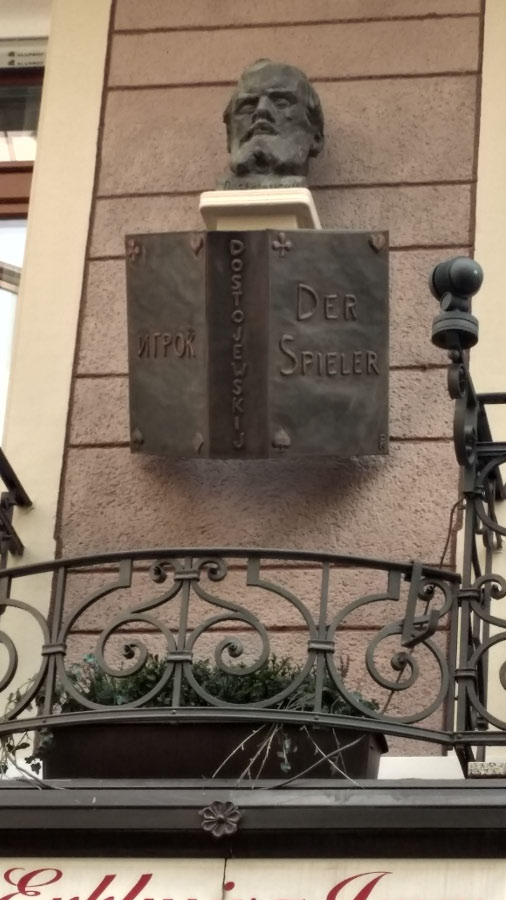 ИГРОК
DOSTOJEWSKIJ
DER
SPIELER